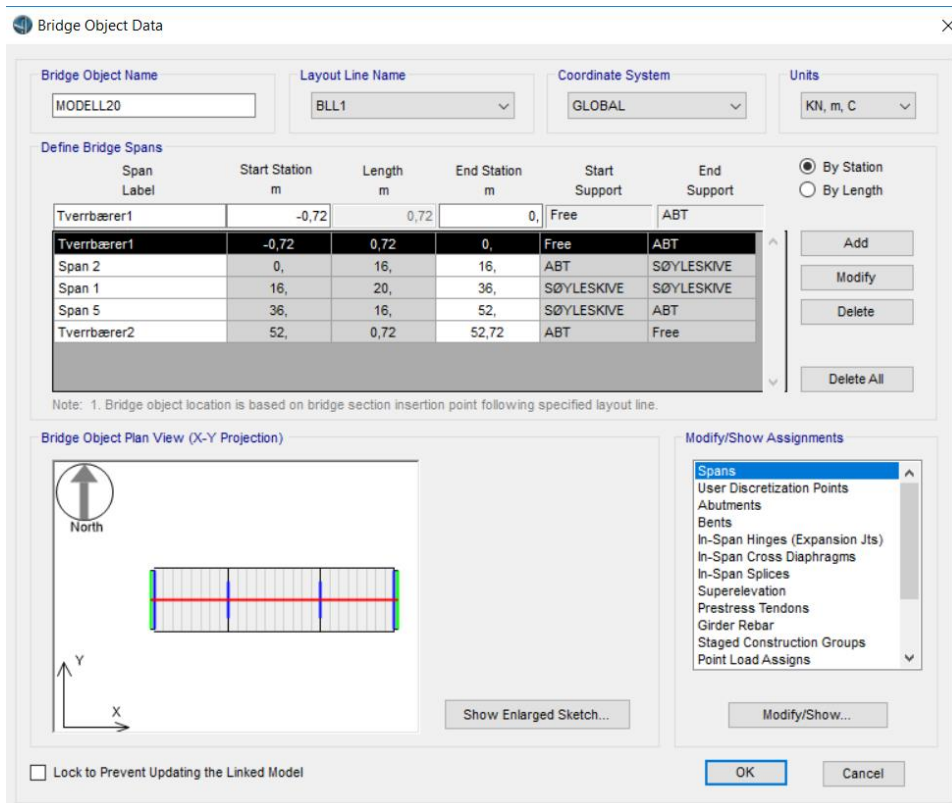 Bridge Object Data
Bridge Object Name
Layout Line Name
Coordinate System
Units
MODELL20
BLL1
GLOBAL
KN, m, C
Define Bridge Spans
Span Label
Start Station m
Length m
End Station m
Start Support
End Support
By Station
By Length
Tverrbærer1 -0,72 0,72 0, Free ABT
Tverrbærer1 -0,72 0,72 0, Free ABT
Span 2 0, 16, 16, ABT SØYLESKIVE
Span 1 16, 20, 36, SØYLESKIVE SØYLESKIVE
Span 5 36, 16, 52, SØYLESKIVE ABT
Tverrbærer2 52, 0,72 52,72 ABT Free
Add
Modify
Delete
Delete All
Note: 1. Bridge object location is based on bridge section insertion point following specified layout line.
Bridge Object Plan View (X-Y Projection)
North
Y
X
Show Enlarged Sketch...
Modify/Show Assignments
Spans
User Discretization Points
Abutments
Bents
In-Span Hinges (Expansion Jts)
In-Span Cross Diaphragms
In-Span Splices
Superelevation
Prestress Tendons
Girder Rebar
Staged Construction Groups
Point Load Assigns
Modify/Show...
Lock to Prevent Updating the Linked Model
OK
Cancel